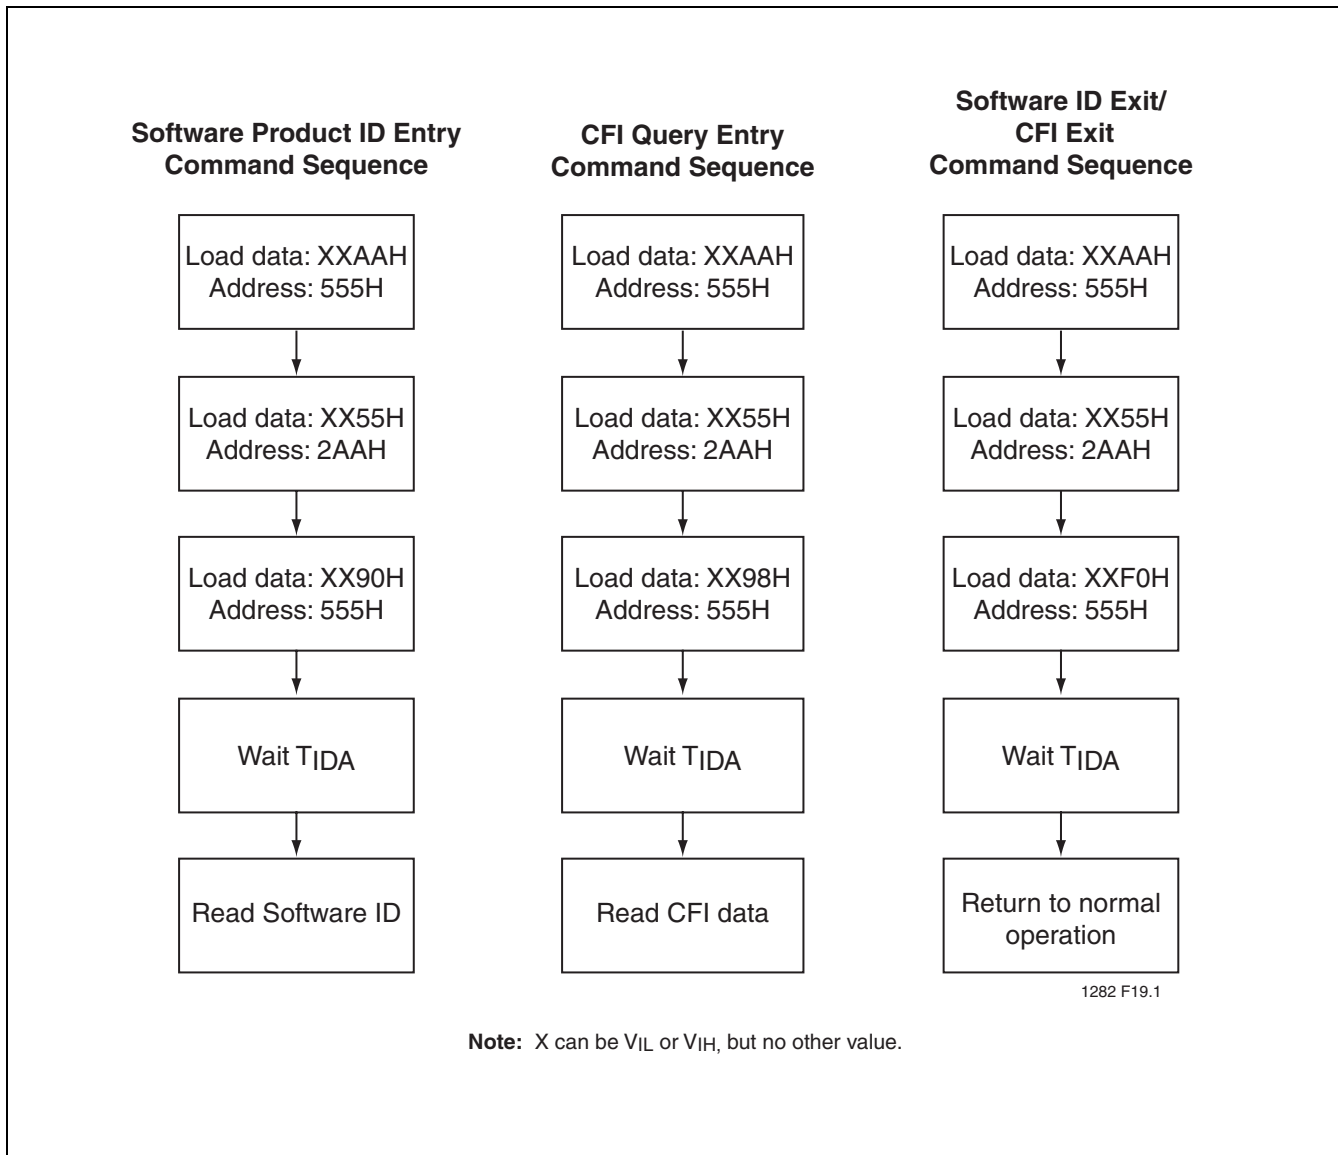 Software Product ID Entry
Command Sequence
Load data: XXAAH
Address: 555H
Load data: XX55H
Address: 2AAH
Load data: XX90H
Address: 555H
Wait TIDA
Read Software ID
CFI Query Entry
Command Sequence
Load data: XXAAH
Address: 555H
Load data: XX55H
Address: 2AAH
Load data: XX98H
Address: 555H
Wait TIDA
Read CFI data
Software ID Exit/
CFI Exit
Command Sequence
Load data: XXAAH
Address: 555H
Load data: XX55H
Address: 2AAH
Load data: XXF0H
Address: 555H
Wait TIDA
Return to normal
operation
1282 F19.1
Note: X can be VIL or VIH, but no other value.